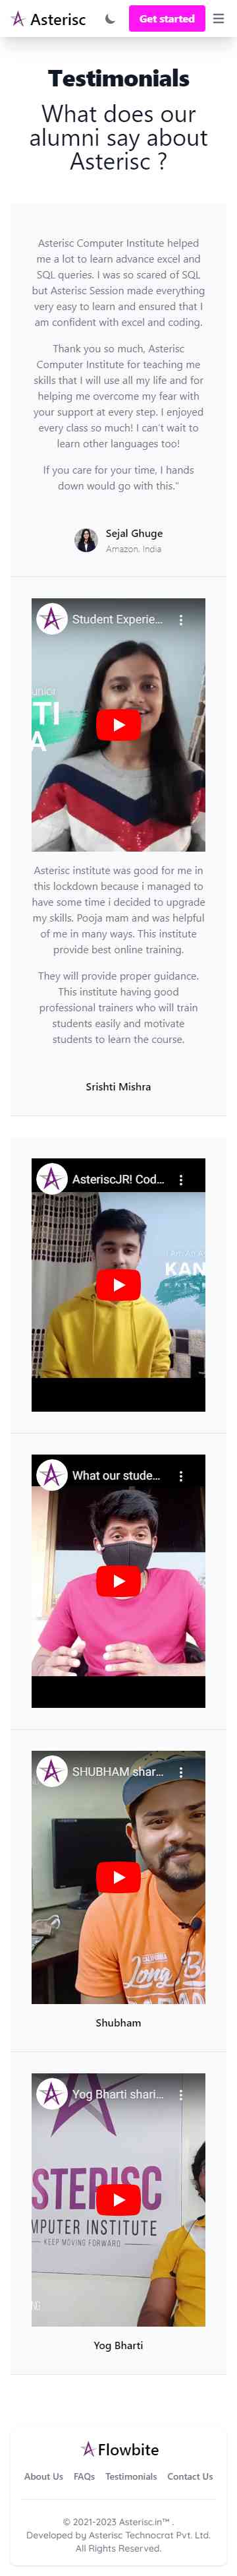 Asterisc
Get started
Testimonials
What does our
alumni say about
Asterisc ?
Asterisc Computer Institute helped
me a lot to learn advance excel and
SQL queries. I was so scared of SQL
but Asterisc Session made everything
very easy to learn and ensured that I
am confident with excel and coding.
Thank you so much, Asterisc
Computer Institute for teaching me
skills that I will use all my life and for
helping me overcome my fear with
your support at every step. I enjoyed
every class so much! I can't wait to
learn other languages too!
If you care for your time, I hands
down would go with this."
Sejal Ghuge
Amazon, India
Student Experie...
Asterisc institute was good for me in
this lockdown because i managed to
have some time i decided to upgrade
my skills. Pooja mam and was helpful
of me in many ways. This institute
provide best online training.
They will provide proper guidance.
This institute having good
professional trainers who will train
students easily and motivate
students to learn the course.
Srishti Mishra
AsteriscJR! Cod...
KAN
What our stude...
SHUBHAM shar...
LONG
Shubham
Yog Bharti shari...
STERISC
MPUTER INSTITUTE
KEEP MOVING FORWARD
Yog Bharti
Flowbite
About Us FAQs Testimonials Contact Us
© 2021-2023 Asterisc.in™ .
Developed by Asterisc Technocrat Pvt. Ltd.
All Rights Reserved.